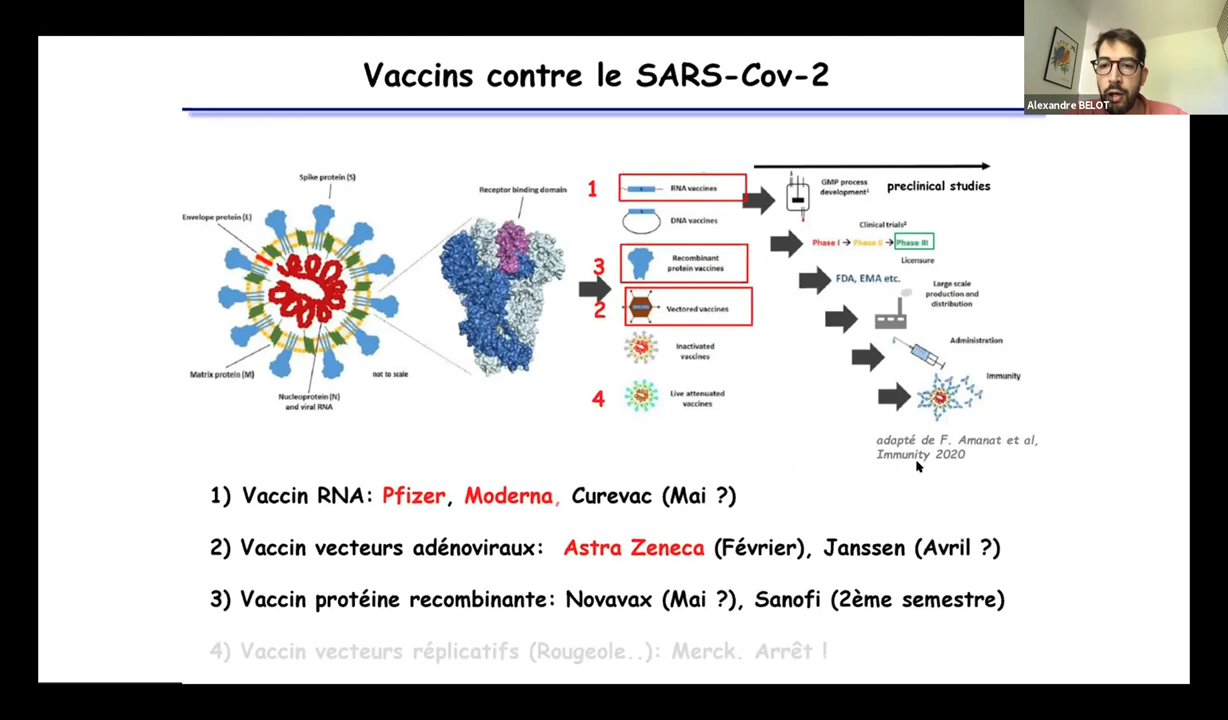 Vaccins contre le SARS-Cov-2
Alexandre BELOT
Spike protein (S)
Envelope protein (E)
Matrix protein (M)
Nucleoprotein (N)
and viral RNA
not to scale
Receptor binding domain
1
RNA vaccines
DNA vaccines
3
Recombinant
protein vaccines
2
Vectored vaccines
Inactivated
vaccines
4
Live attenuated
vaccines
GMP process
development¹
preclinical studies
Clinical trials²
Phase I → Phase II → Phase III
Licensure
FDA, EMA etc.
Large scale
production and
distribution
Administration
Immunity
adapté de F. Amanat et al,
Immunity 2020
1) Vaccin RNA: Pfizer, Moderna, Curevac (Mai ?)
2) Vaccin vecteurs adénoviraux: Astra Zeneca (Février), Janssen (Avril ?)
3) Vaccin protéine recombinante: Novavax (Mai ?), Sanofi (2ème semestre)
4) Vaccin vecteurs réplicatifs (Rougeole..): Merck. Arrêt !